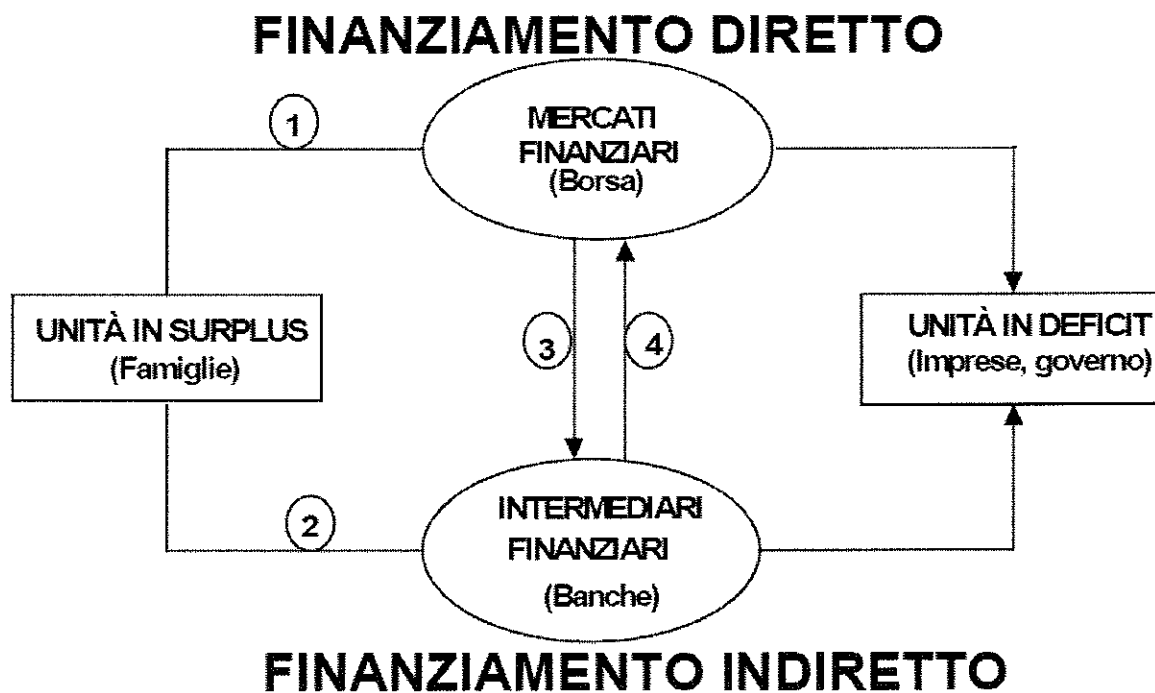 FINANZIAMENTO DIRETTO
1
MERCATI
FINANZIARI
(Borsa)
UNITÀ IN SURPLUS
(Famiglie)
3
4
UNITÀ IN DEFICIT
(Imprese, governo)
2
INTERMEDIARI
FINANZIARI
(Banche)
FINANZIAMENTO INDIRETTO